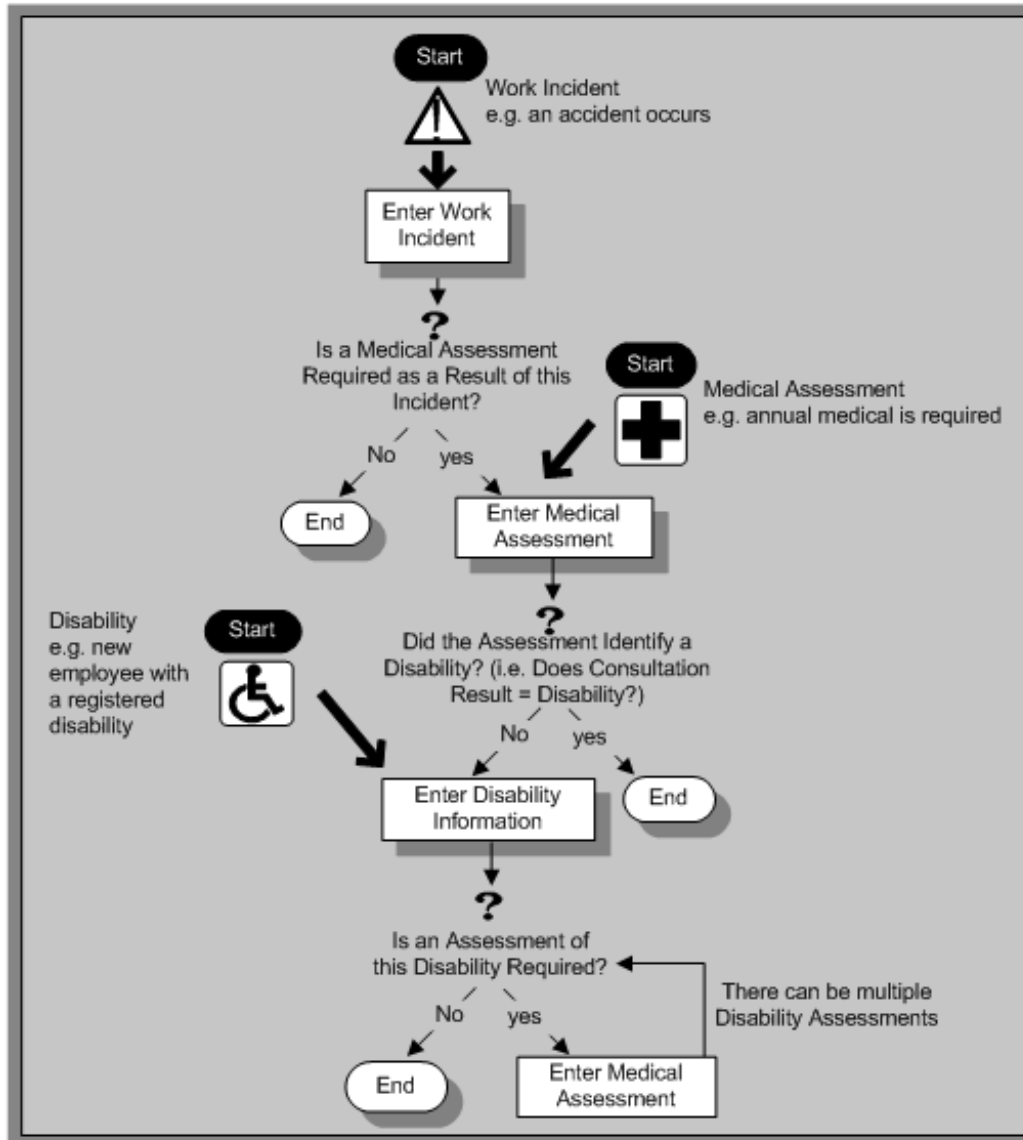 Start
Work Incident
e.g. an accident occurs
Enter Work
Incident
?
Is a Medical Assessment
Required as a Result of this
Incident?
No
yes
End
Start
Medical Assessment
e.g. annual medical is required
Enter Medical
Assessment
?
Did the Assessment Identify a
Disability? (i.e. Does Consultation
Result = Disability?)
No
yes
End
Disability
e.g. new
employee with
a registered
disability
Start
Enter Disability
Information
?
Is an Assessment of
this Disability Required?
No
yes
End
Enter Medical
Assessment
There can be multiple
Disability Assessments